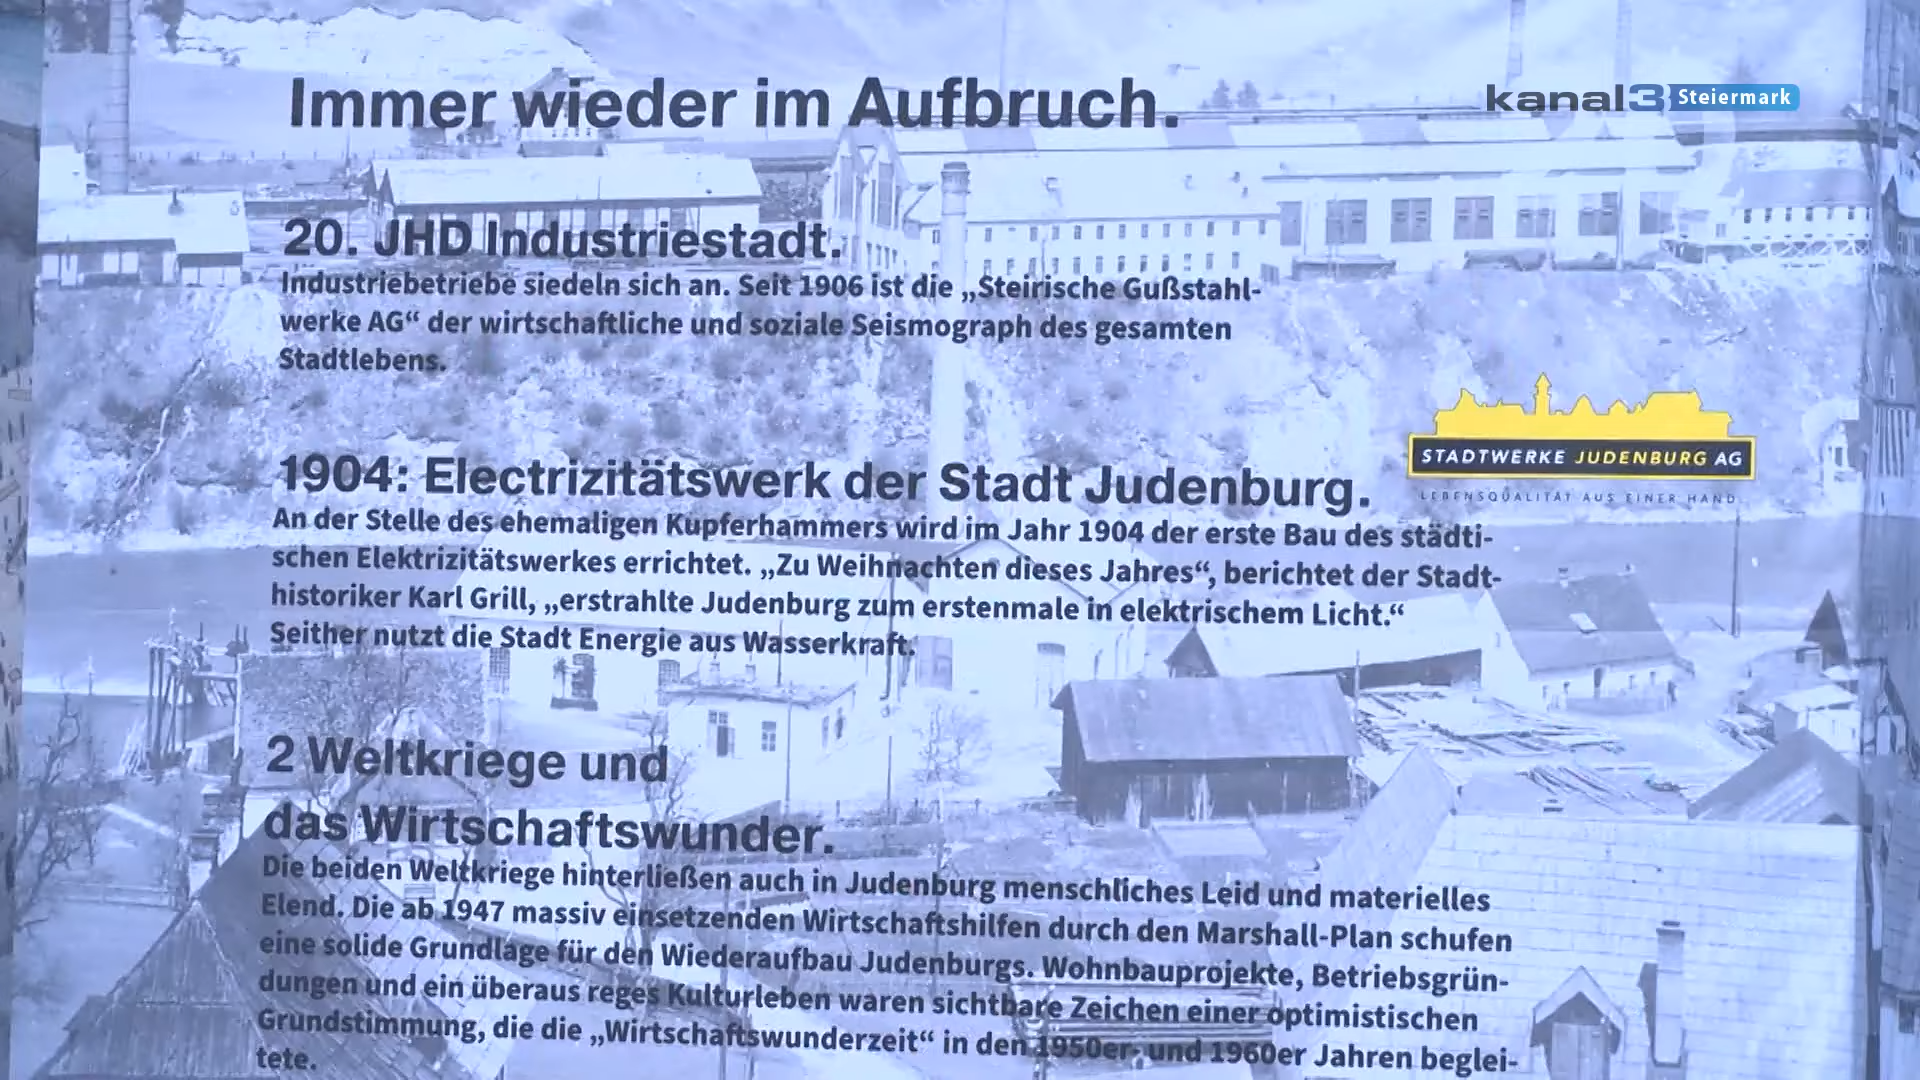 Immer wieder im Aufbruch.
kanal3 Steiermark
20. JHD Industriestadt.
Industriebetriebe siedeln sich an. Seit 1906 ist die „Steirische Gußstahl-
werke AG“ der wirtschaftliche und soziale Seismograph des gesamten
Stadtlebens.
STADTWERKE JUDENBURG AG
LEBENSQUALITÄT AUS EINER HAND
1904: Electrizitätswerk der Stadt Judenburg.
An der Stelle des ehemaligen Kupferhammers wird im Jahr 1904 der erste Bau des städti-
schen Elektrizitätswerkes errichtet. „Zu Weihnachten dieses Jahres“, berichtet der Stadt-
historiker Karl Grill, „erstrahlte Judenburg zum erstenmale in elektrischem Licht.“
Seither nutzt die Stadt Energie aus Wasserkraft.
2 Weltkriege und
das Wirtschaftswunder.
Die beiden Weltkriege hinterließen auch in Judenburg menschliches Leid und materielles
Elend. Die ab 1947 massiv einsetzenden Wirtschaftshilfen durch den Marshall-Plan schufen
eine solide Grundlage für den Wiederaufbau Judenburgs. Wohnbauprojekte, Betriebsgrün-
dungen und ein überaus reges Kulturleben waren sichtbare Zeichen einer optimistischen
Grundstimmung, die die „Wirtschaftswunderzeit“ in den 1950er- und 1960er Jahren beglei-
tete.